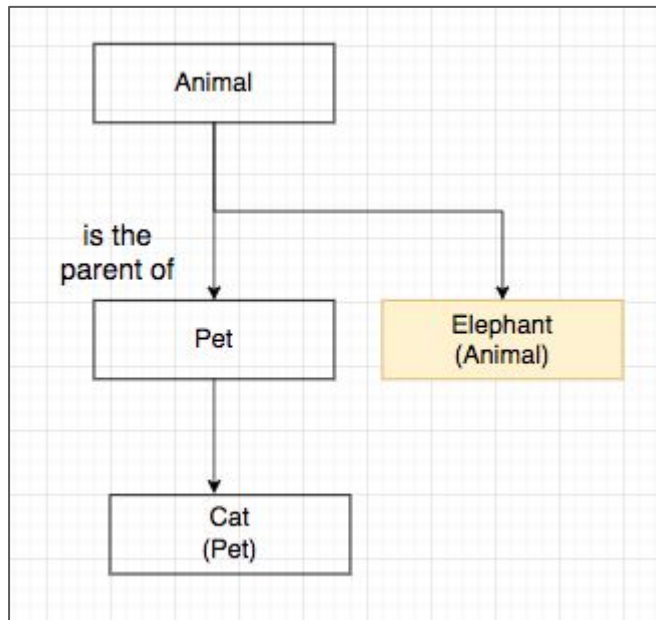 Animal
is the
parent of
Pet
Elephant
(Animal)
Cat
(Pet)